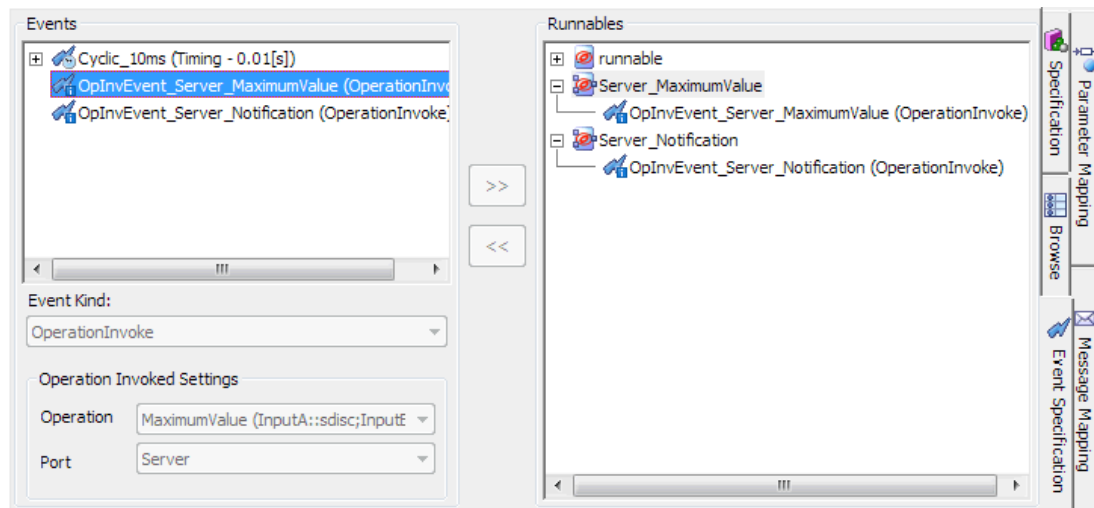 Events
Cyclic_10ms (Timing - 0.01[s])
OpInvEvent_Server_MaximumValue (OperationInvo
OpInvEvent_Server_Notification (OperationInvoke)
Event Kind:
OperationInvoke
Operation Invoked Settings
Operation
MaximumValue (InputA::sdisc;InputE
Port
Server
>>
<<
Runnables
runnable
Server_MaximumValue
OpInvEvent_Server_MaximumValue (OperationInvoke)
Server_Notification
OpInvEvent_Server_Notification (OperationInvoke)
Specification
Browse
Event Specification
Parameter Mapping
Message Mapping